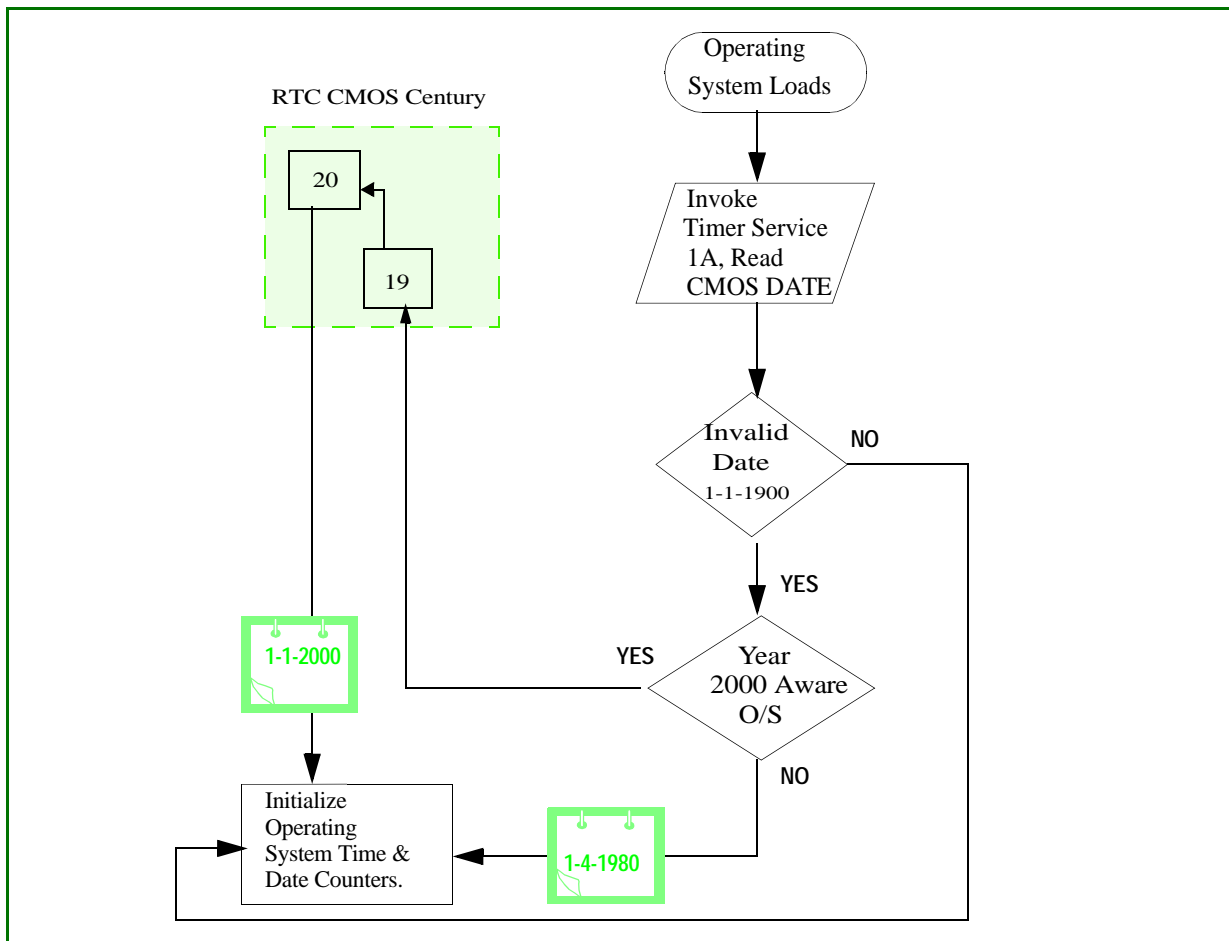 Operating
System Loads
RTC CMOS Century
20
19
Invoke
Timer Service
1A, Read
CMOS DATE
Invalid
Date
1-1-1900
NO
YES
Year
2000 Aware
O/S
YES
NO
1-1-2000
Initialize
Operating
System Time &
Date Counters.
1-4-1980